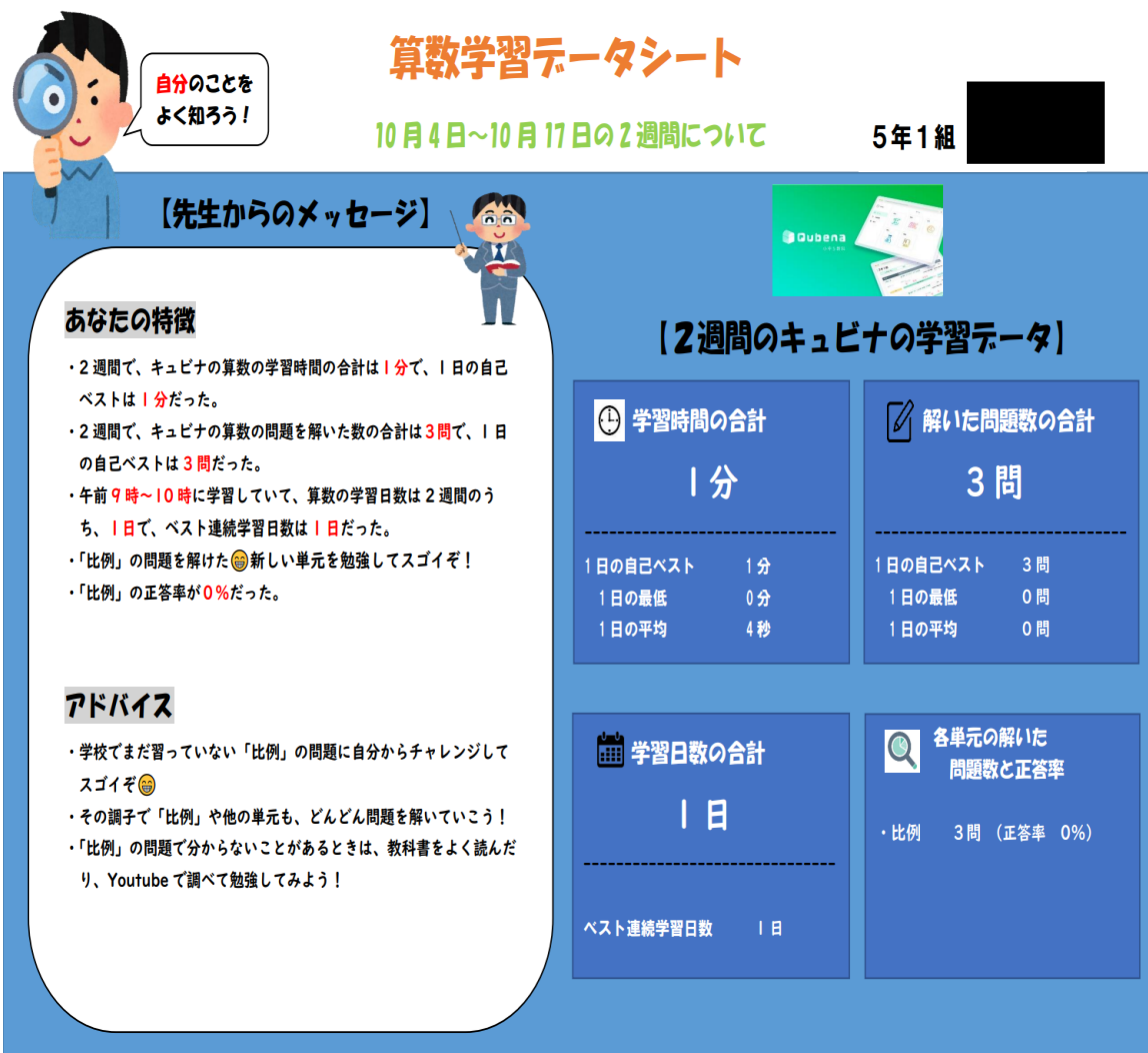 自分のことを
よく知ろう！
算数学習データシート
10月4日～10月17日の2週間について
5年1組
【先生からのメッセージ】
あなたの特徴
・2週間で、キュビナの算数の学習時間の合計は1分で、1日の自己
ベストは1分だった。
・2週間で、キュビナの算数の問題を解いた数の合計は3問で、1日
の自己ベストは3問だった。
・午前9時～10時に学習していて、算数の学習日数は2週間のう
ち、1日で、ベスト連続学習日数は1日だった。
・「比例」の問題を解けた😁新しい単元を勉強してスゴイぞ！
・「比例」の正答率が0％だった。
アドバイス
・学校でまだ習っていない「比例」の問題に自分からチャレンジして
スゴイぞ😁
・その調子で「比例」や他の単元も、どんどん問題を解いていこう！
・「比例」の問題で分からないことがあるときは、教科書をよく読んだ
り、Youtubeで調べて勉強してみよう！
Qubena
【2週間のキュビナの学習データ】
学習時間の合計
1分
1日の自己ベスト 1分
1日の最低 0分
1日の平均 4秒
解いた問題数の合計
3問
1日の自己ベスト 3問
1日の最低 0問
1日の平均 0問
学習日数の合計
1日
ベスト連続学習日数 1日
各単元の解いた
問題数と正答率
・比例 3問 （正答率 0%）